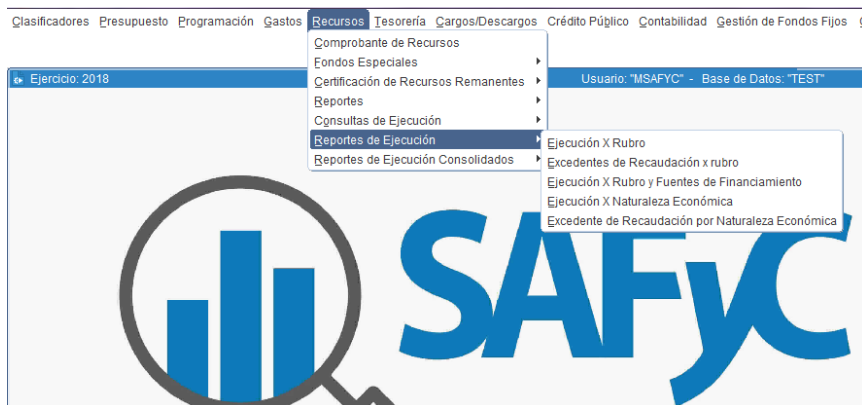 Clasificadores Presupuesto Programación Gastos Recursos Tesorería Cargos/Descargos Crédito Público Contabilidad Gestión de Fondos Fijos
Comprobante de Recursos
Fondos Especiales
Ejercicio: 2018
Certificación de Recursos Remanentes
Usuario: "MSAFYC" - Base de Datos: "TEST"
Reportes
Consultas de Ejecución
Reportes de Ejecución
Reportes de Ejecución Consolidados
Ejecución X Rubro
Excedentes de Recaudación x rubro
Ejecución X Rubro y Fuentes de Financiamiento
Ejecución X Naturaleza Económica
Excedente de Recaudación por Naturaleza Económica
SAFyC